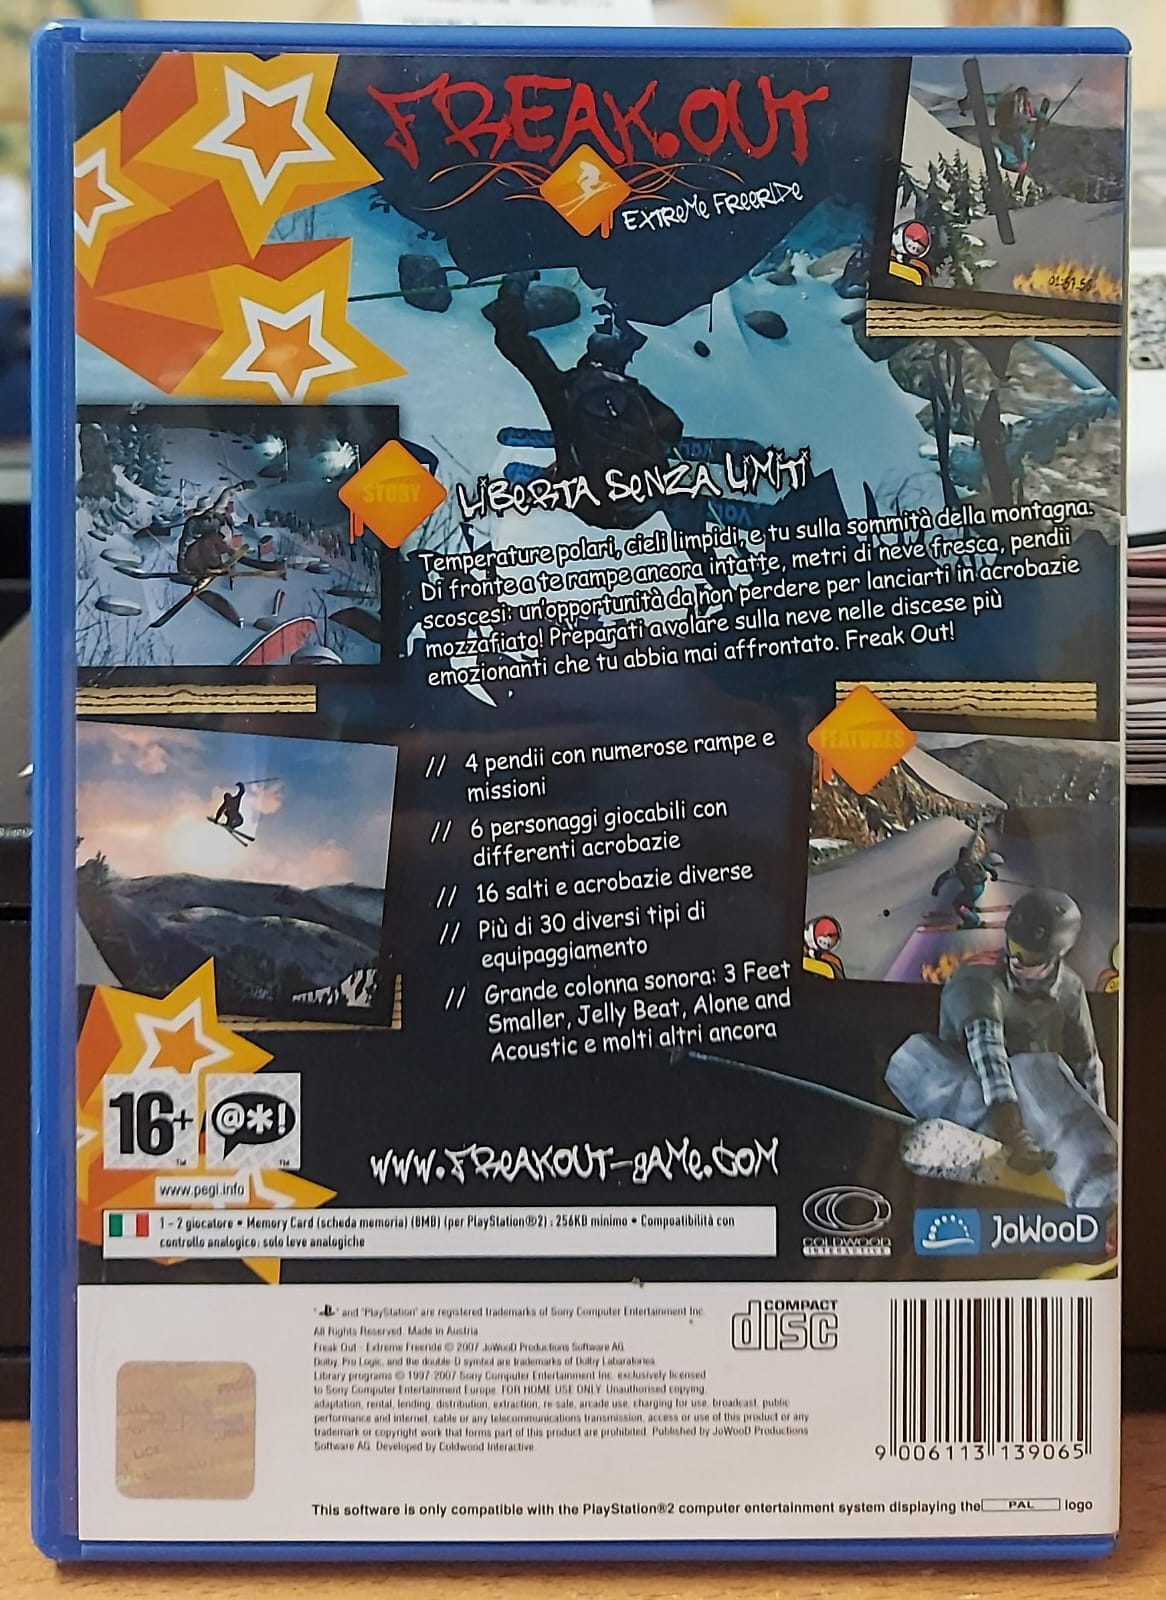 FREAK OUT
EXTREME FREERIDE
01:57.56
STORY
LIBERTA SENZA LIMITI
Temperature polari, cieli limpidi, e tu sulla sommità della montagna.
Di fronte a te rampe ancora intatte, metri di neve fresca, pendii
scoscesi: un'opportunità da non perdere per lanciarti in acrobazie
mozzafiato! Preparati a volare sulla neve nelle discese più
emozionanti che tu abbia mai affrontato. Freak Out!
FEATURES
// 4 pendii con numerose rampe e
missioni
// 6 personaggi giocabili con
differenti acrobazie
// 16 salti e acrobazie diverse
// Più di 30 diversi tipi di
equipaggiamento
// Grande colonna sonora: 3 Feet
Smaller, Jelly Beat, Alone and
Acoustic e molti altri ancora
16+ @*!
www.pegi.info
WWW.FREAKOUT-GAME.COM
1 - 2 giocatore • Memory Card (scheda memoria) (8MB) (per PlayStation®2) : 256KB minimo • Compatibilità con
controllo analogico: solo leve analogiche
COLDWOOD
INTERACTIVE
JoWooD
" " and "PlayStation" are registered trademarks of Sony Computer Entertainment Inc.
All Rights Reserved. Made in Austria
Freak Out - Extreme Freeride © 2007 JoWooD Productions Software AG.
Dolby, Pro Logic, and the double-D symbol are trademarks of Dolby Laboratories.
Library programs © 1997-2007 Sony Computer Entertainment Inc. exclusively licensed
to Sony Computer Entertainment Europe. FOR HOME USE ONLY. Unauthorised copying,
adaptation, rental, lending, distribution, extraction, re-sale, arcade use, charging for use, broadcast, public
performance and internet, cable or any telecommunications transmission, access or use of this product or any
trademark or copyright work that forms part of this product are prohibited. Published by JoWooD Productions
Software AG. Developed by Coldwood Interactive.
COMPACT
disc
9 006113 139065
This software is only compatible with the PlayStation®2 computer entertainment system displaying the PAL logo